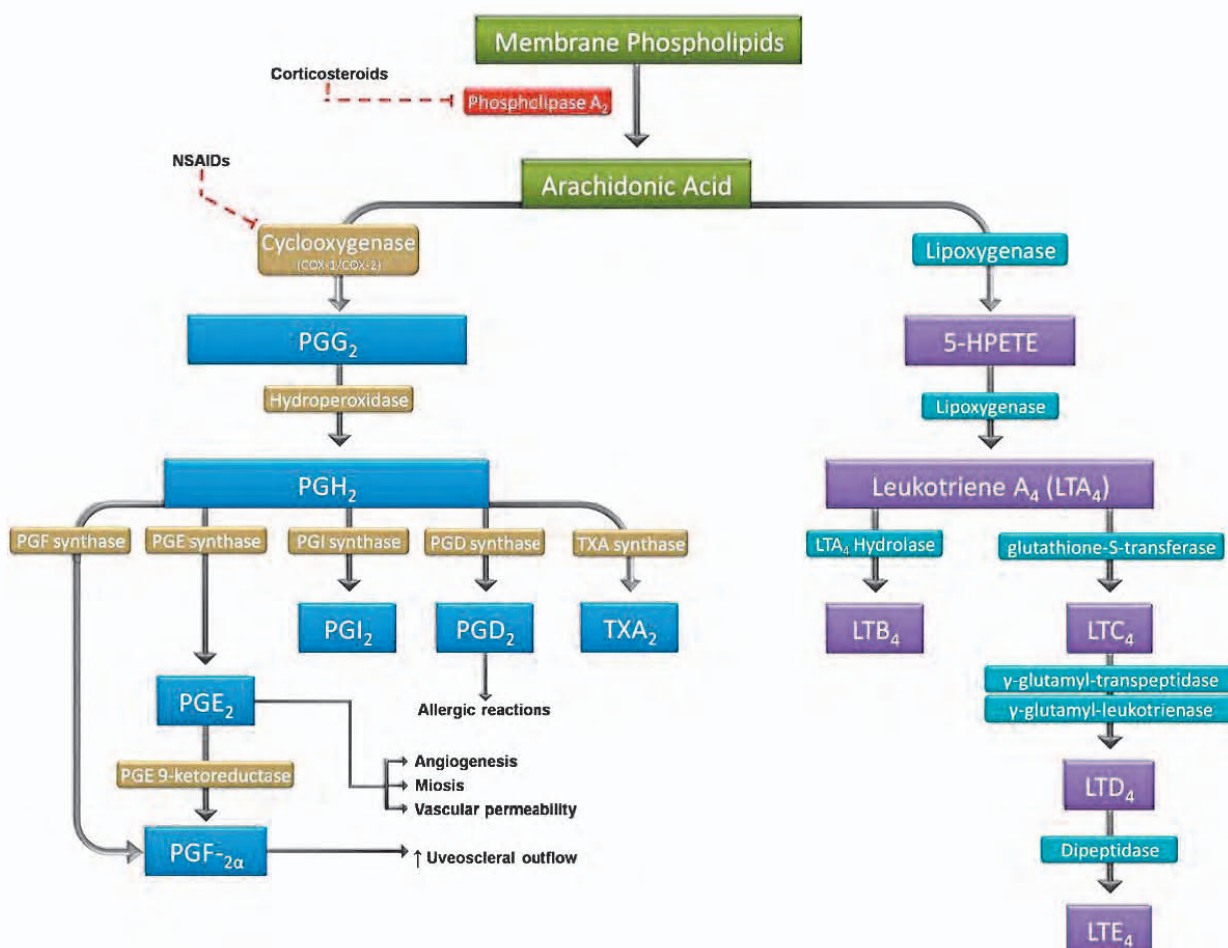 Membrane Phospholipids
Corticosteroids
Phospholipase A₂
NSAIDs
Arachidonic Acid
Cyclooxygenase
(COX-1/COX-2)
Lipoxygenase
PGG₂
5-HPETE
Hydroperoxidase
Lipoxygenase
PGH₂
Leukotriene A₄ (LTA₄)
PGF synthase
PGE synthase
PGI synthase
PGD synthase
TXA synthase
LTA₄ Hydrolase
glutathione-S-transferase
PGI₂
PGD₂
TXA₂
LTB₄
LTC₄
γ-glutamyl-transpeptidase
γ-glutamyl-leukotrienase
PGE₂
Allergic reactions
Angiogenesis
Miosis
Vascular permeability
PGE 9-ketoreductase
LTD₄
PGF-₂α
↑ Uveoscleral outflow
Dipeptidase
LTE₄